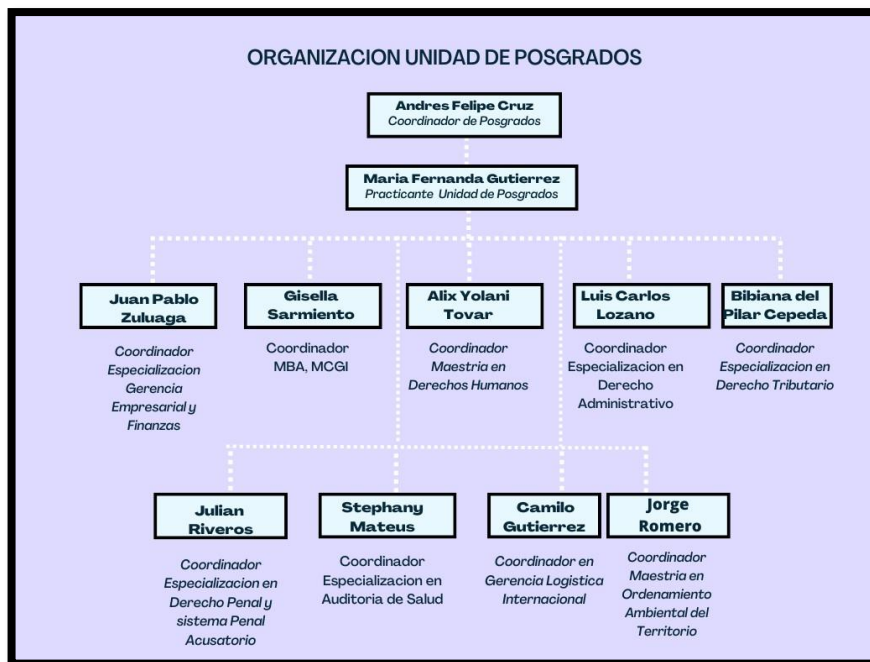 ORGANIZACION UNIDAD DE POSGRADOS
Andres Felipe Cruz
Coordinador de Posgrados
Maria Fernanda Gutierrez
Practicante Unidad de Posgrados
Juan Pablo
Zuluaga
Coordinador
Especializacion
Gerencia
Empresarial y
Finanzas
Gisella
Sarmiento
Coordinador
MBA, MCGI
Alix Yolani
Tovar
Coordinador
Maestria en
Derechos Humanos
Luis Carlos
Lozano
Coordinador
Especializacion en
Derecho
Administrativo
Bibiana del
Pilar Cepeda
Coordinador
Especializacion en
Derecho Tributario
Julian
Riveros
Coordinador
Especializacion en
Derecho Penal y
sistema Penal
Acusatorio
Stephany
Mateus
Coordinador
Especializacion en
Auditoria de Salud
Camilo
Gutierrez
Coordinador en
Gerencia Logistica
Internacional
Jorge
Romero
Coordinador
Maestria en
Ordenamiento
Ambiental del
Territorio